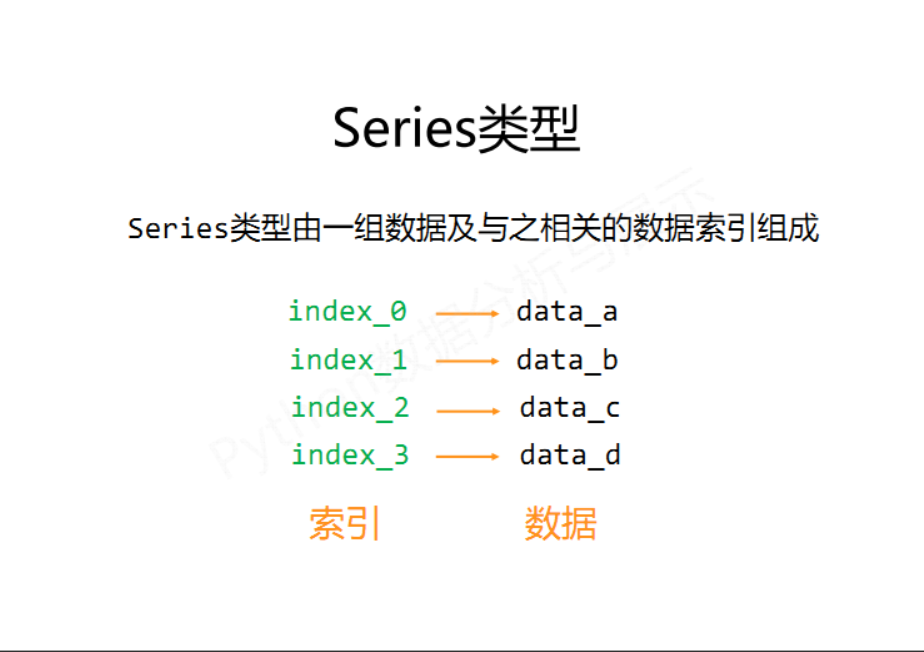 Series类型
Series类型由一组数据及与之相关的数据索引组成
index_0 data_a
index_1 data_b
index_2 data_c
index_3 data_d
索引 数据
Python数据分析与展示